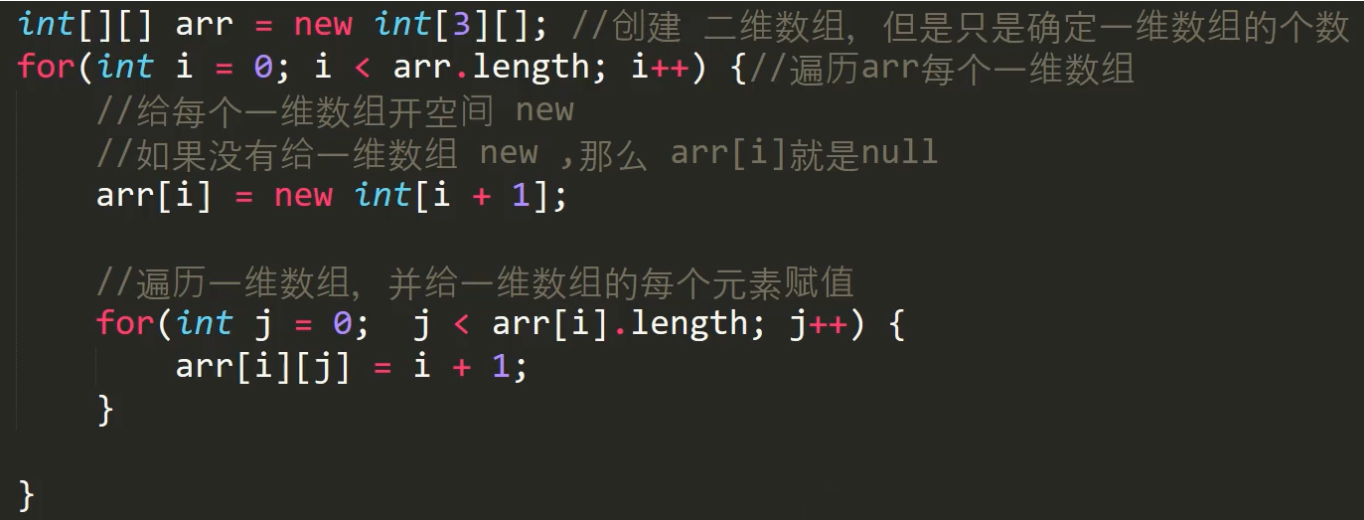 int[][] arr = new int[3][]; //创建 二维数组，但是只是确定一维数组的个数
for(int i = 0; i < arr.length; i++) {//遍历arr每个一维数组
    //给每个一维数组开空间 new
    //如果没有给一维数组 new ,那么 arr[i]就是null
    arr[i] = new int[i + 1];
    //遍历一维数组，并给一维数组的每个元素赋值
    for(int j = 0;  j < arr[i].length; j++) {
        arr[i][j] = i + 1;
    }
}